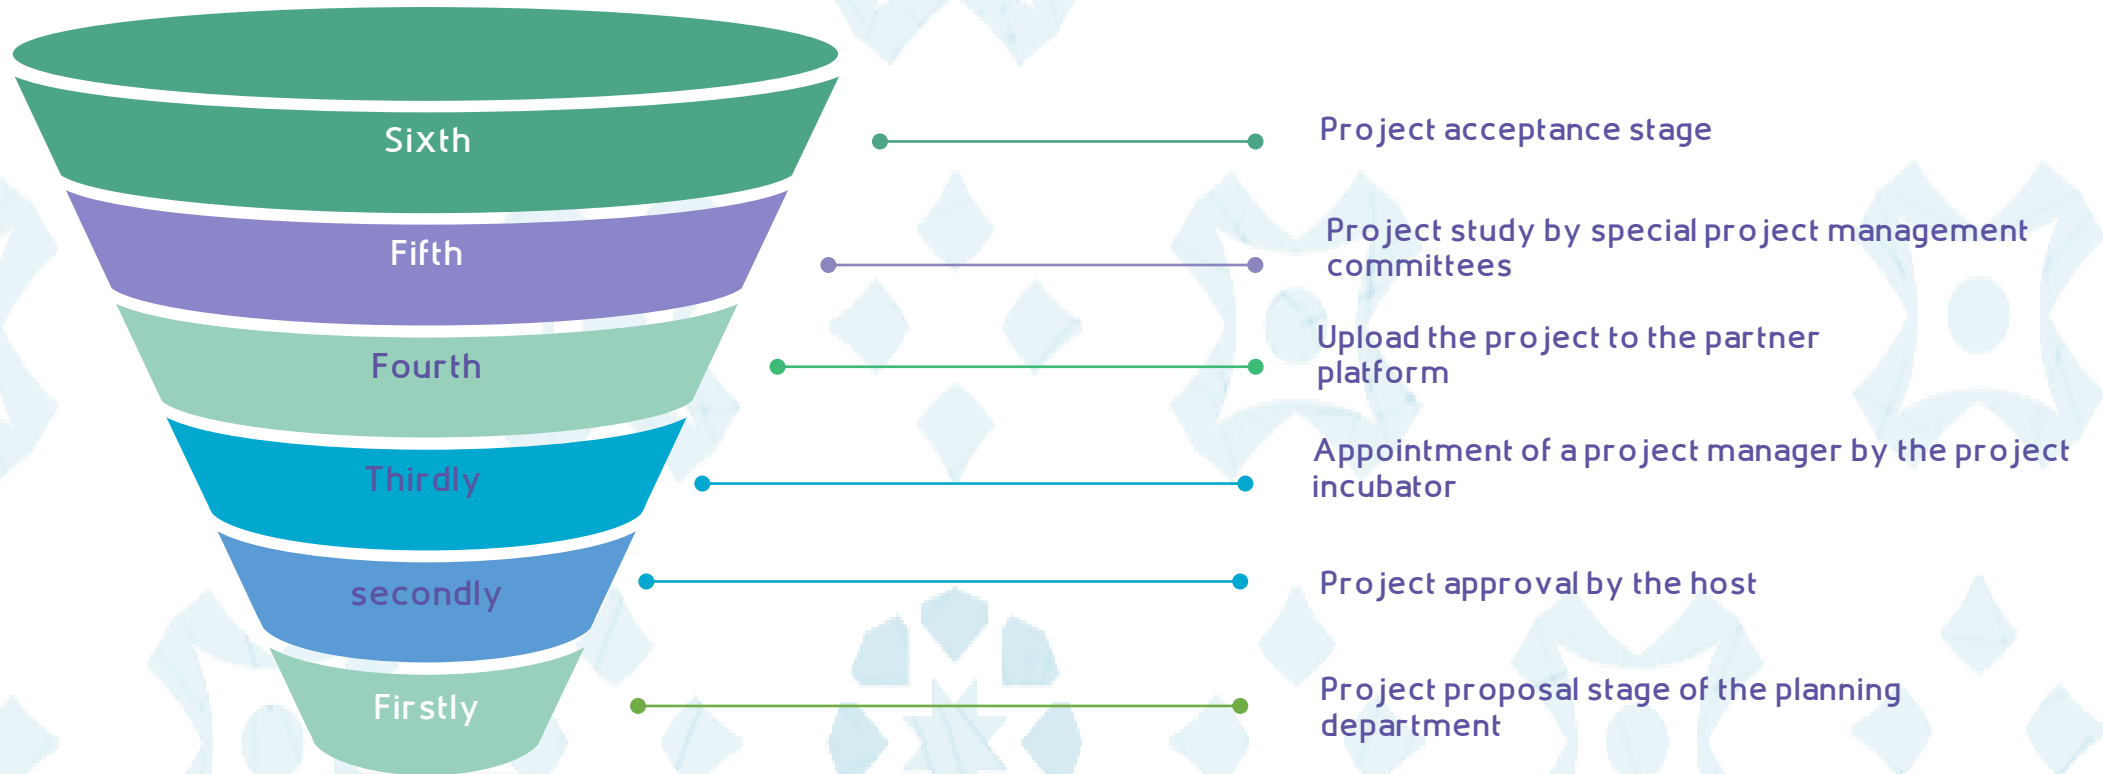 Sixth
Project acceptance stage
Fifth
Project study by special project management
committees
Fourth
Upload the project to the partner
platform
Thirdly
Appointment of a project manager by the project
incubator
secondly
Project approval by the host
Firstly
Project proposal stage of the planning
department